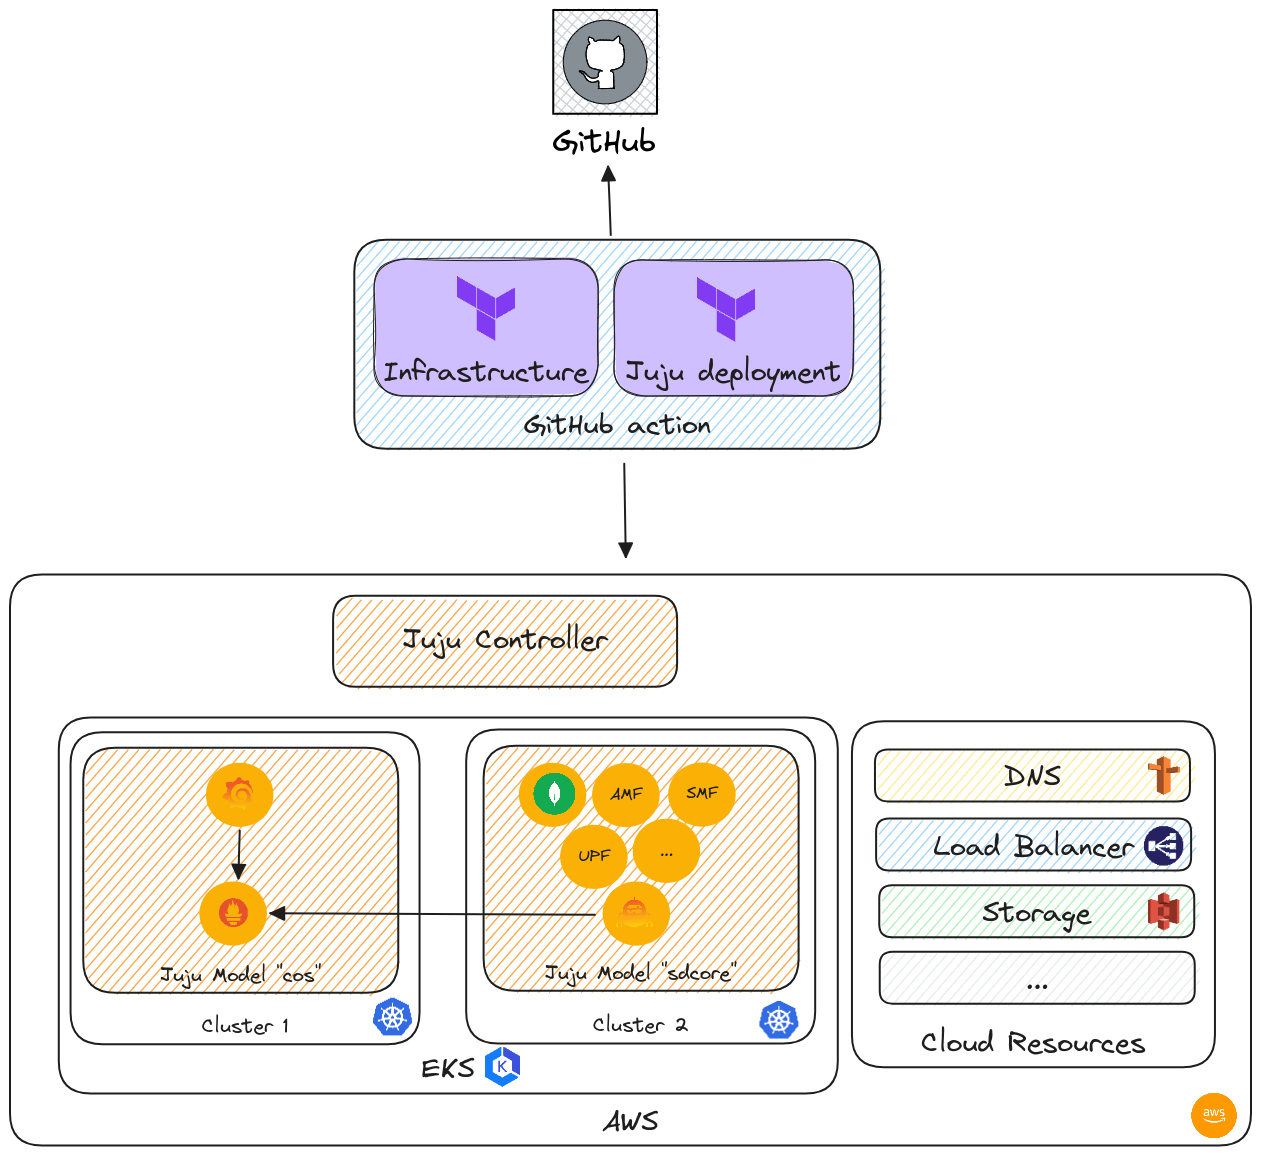 GitHub
Infrastructure
Juju deployment
GitHub action
Juju Controller
AMF
SMF
UPF
...
Juju Model "cos"
Juju Model "sdcore"
Cluster 1
Cluster 2
EKS
K
DNS
Load Balancer
Storage
...
Cloud Resources
AWS
aws